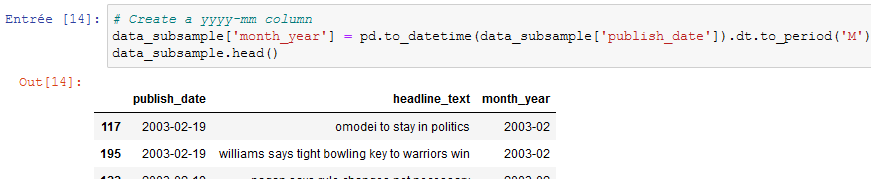 Entrée [14]: # Create a yyyy-mm column
data_subsample['month_year'] = pd.to_datetime(data_subsample['publish_date']).dt.to_period('M')
data_subsample.head()
Out[14]:
publish_date headline_text month_year
117 2003-02-19 omodei to stay in politics 2003-02
195 2003-02-19 williams says tight bowling key to warriors win 2003-02